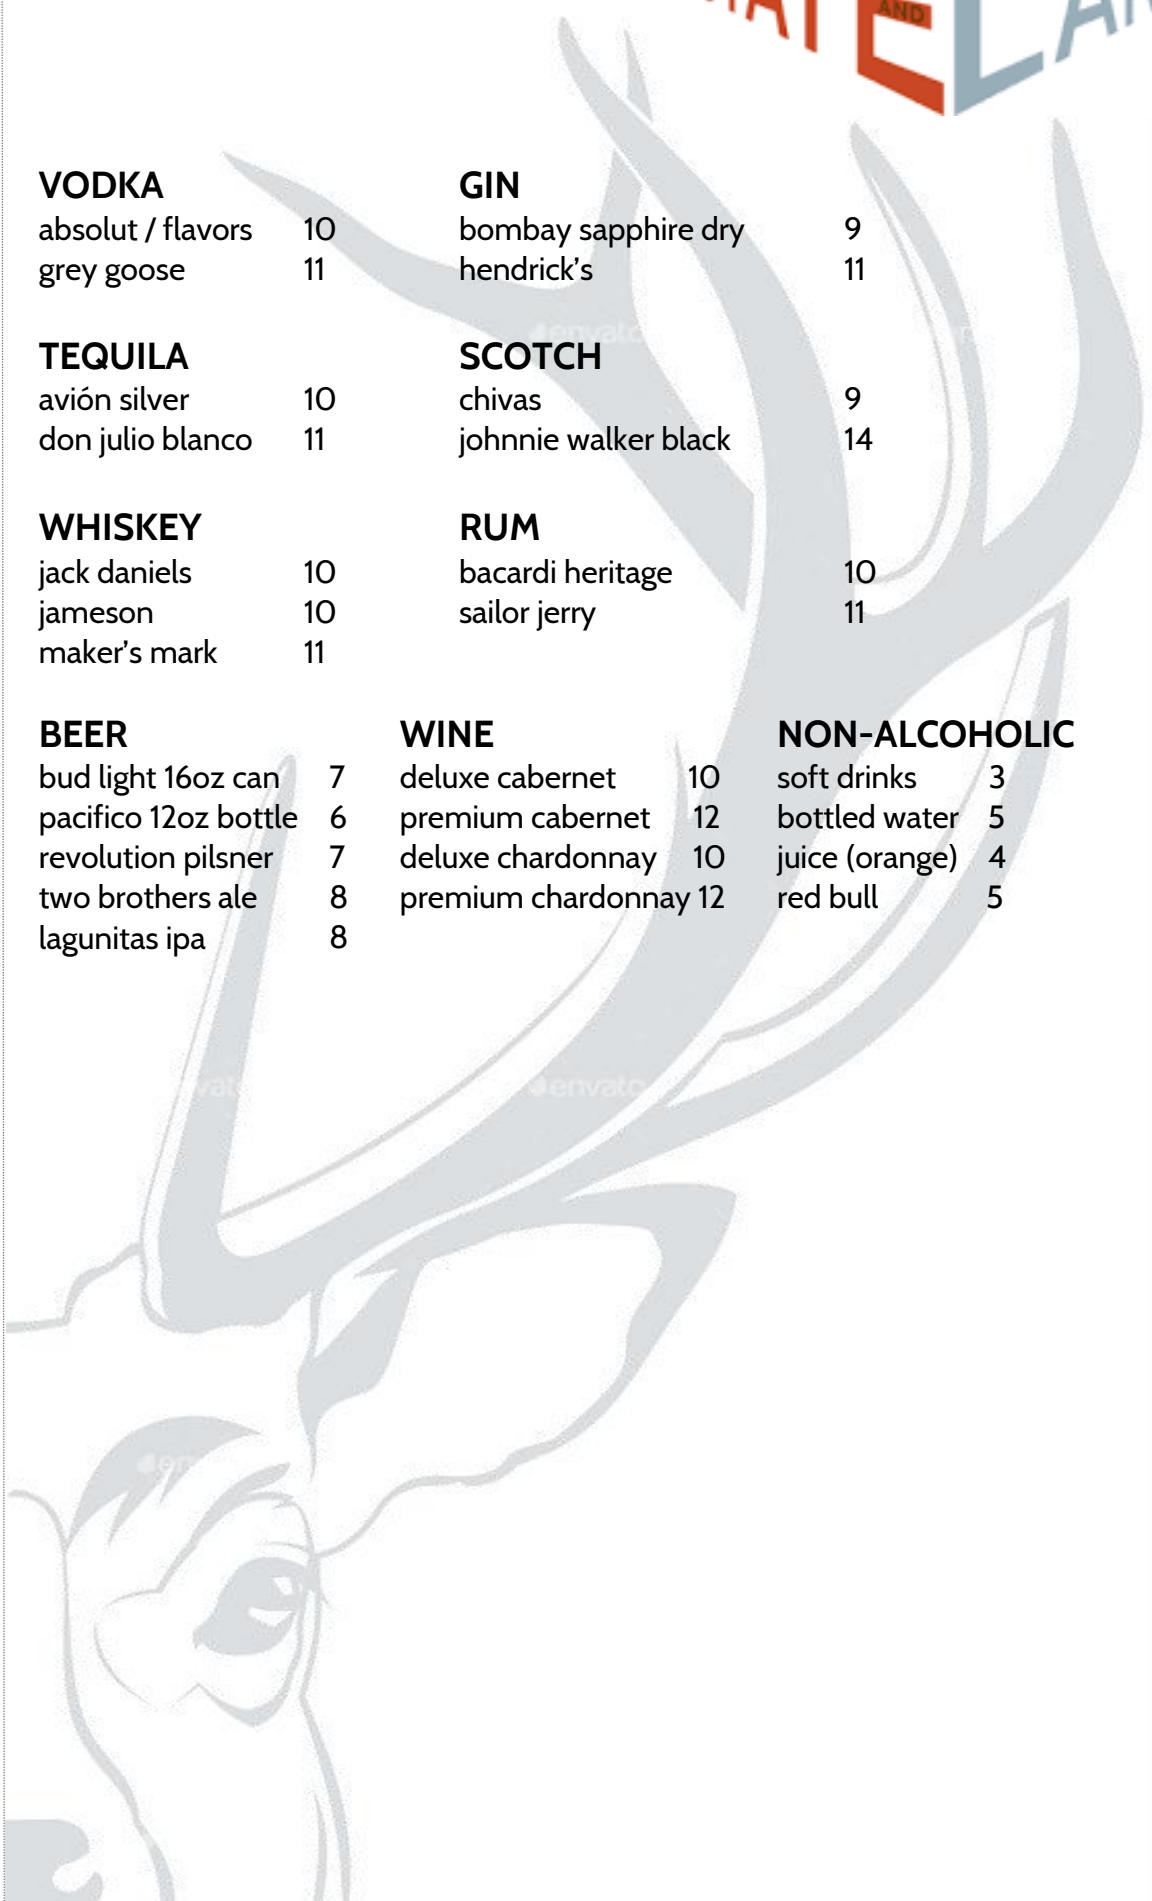 AND
VODKA
absolut / flavors 10
grey goose 11
GIN
bombay sapphire dry 9
hendrick's 11
TEQUILA
avión silver 10
don julio blanco 11
SCOTCH
chivas 9
johnnie walker black 14
WHISKEY
jack daniels 10
jameson 10
maker's mark 11
RUM
bacardi heritage 10
sailor jerry 11
BEER
bud light 16oz can 7
pacifico 12oz bottle 6
revolution pilsner 7
two brothers ale 8
lagunitas ipa 8
WINE
deluxe cabernet 10
premium cabernet 12
deluxe chardonnay 10
premium chardonnay 12
NON-ALCOHOLIC
soft drinks 3
bottled water 5
juice (orange) 4
red bull 5
envato
envato